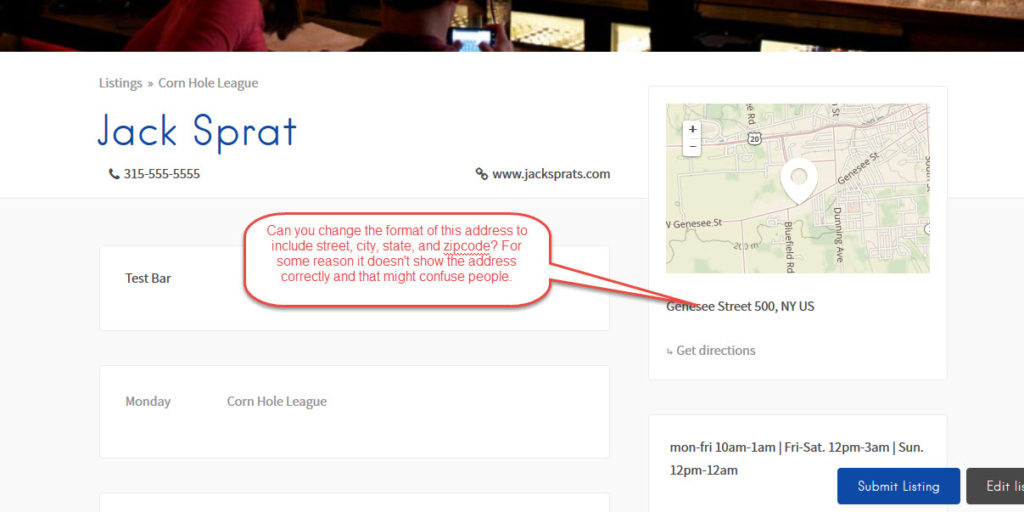 Listings » Corn Hole League
Jack Sprat
315-555-5555
www.jacksprats.com
Can you change the format of this address to
include street, city, state, and zipcode? For
some reason it doesn't show the address
correctly and that might confuse people.
+
−
20
Genesee St
W Genesee St
Bluefield Rd
Dunning Ave
200 m
Genesee Street 500, NY US
↳ Get directions
Test Bar
Monday Corn Hole League
mon-fri 10am-1am | Fri-Sat. 12pm-3am | Sun.
12pm-12am
Submit Listing
Edit lis